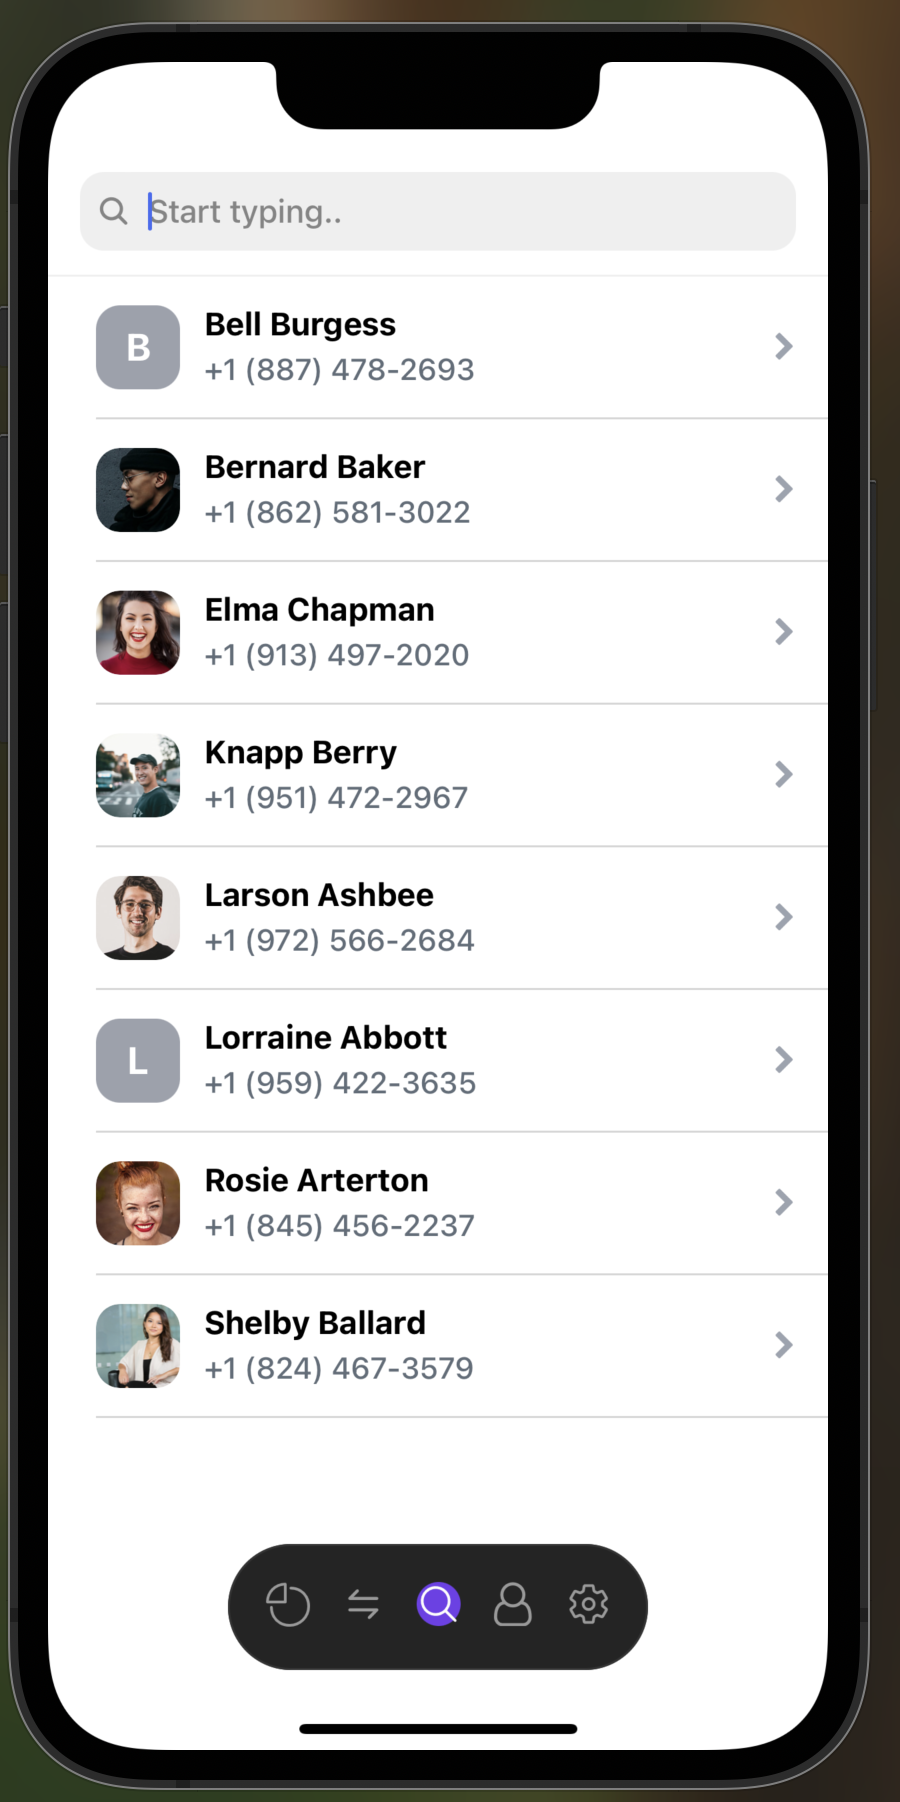 Start typing..
B
Bell Burgess
+1 (887) 478-2693
Bernard Baker
+1 (862) 581-3022
Elma Chapman
+1 (913) 497-2020
Knapp Berry
+1 (951) 472-2967
Larson Ashbee
+1 (972) 566-2684
L
Lorraine Abbott
+1 (959) 422-3635
Rosie Arterton
+1 (845) 456-2237
Shelby Ballard
+1 (824) 467-3579